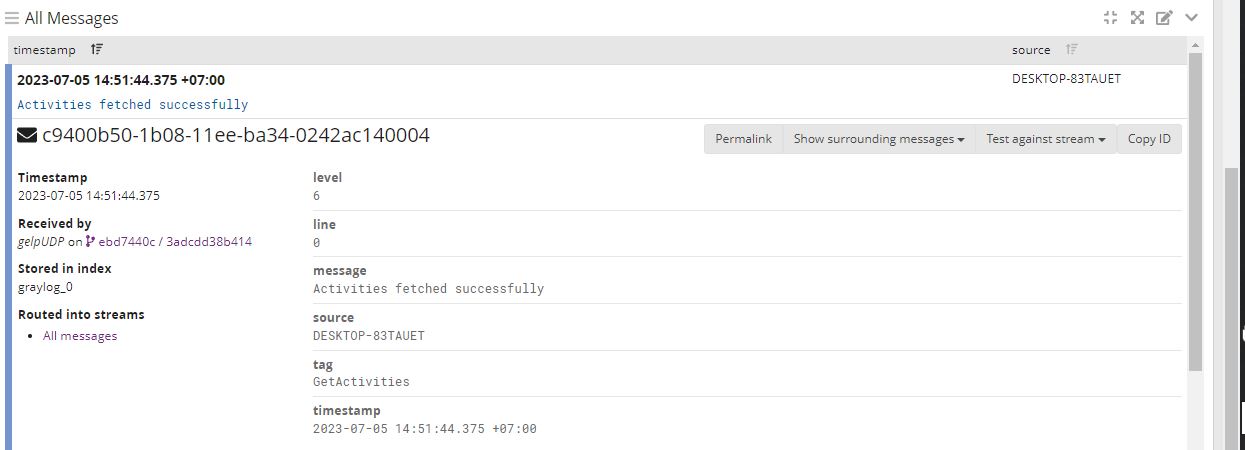 All Messages
timestamp
source
2023-07-05 14:51:44.375 +07:00
DESKTOP-83TAUET
Activities fetched successfully
c9400b50-1b08-11ee-ba34-0242ac140004
Permalink
Show surrounding messages
Test against stream
Copy ID
Timestamp
2023-07-05 14:51:44.375
Received by
gelpUDP on ebd7440c / 3adcdd38b414
Stored in index
graylog_0
Routed into streams
All messages
level
6
line
0
message
Activities fetched successfully
source
DESKTOP-83TAUET
tag
GetActivities
timestamp
2023-07-05 14:51:44.375 +07:00